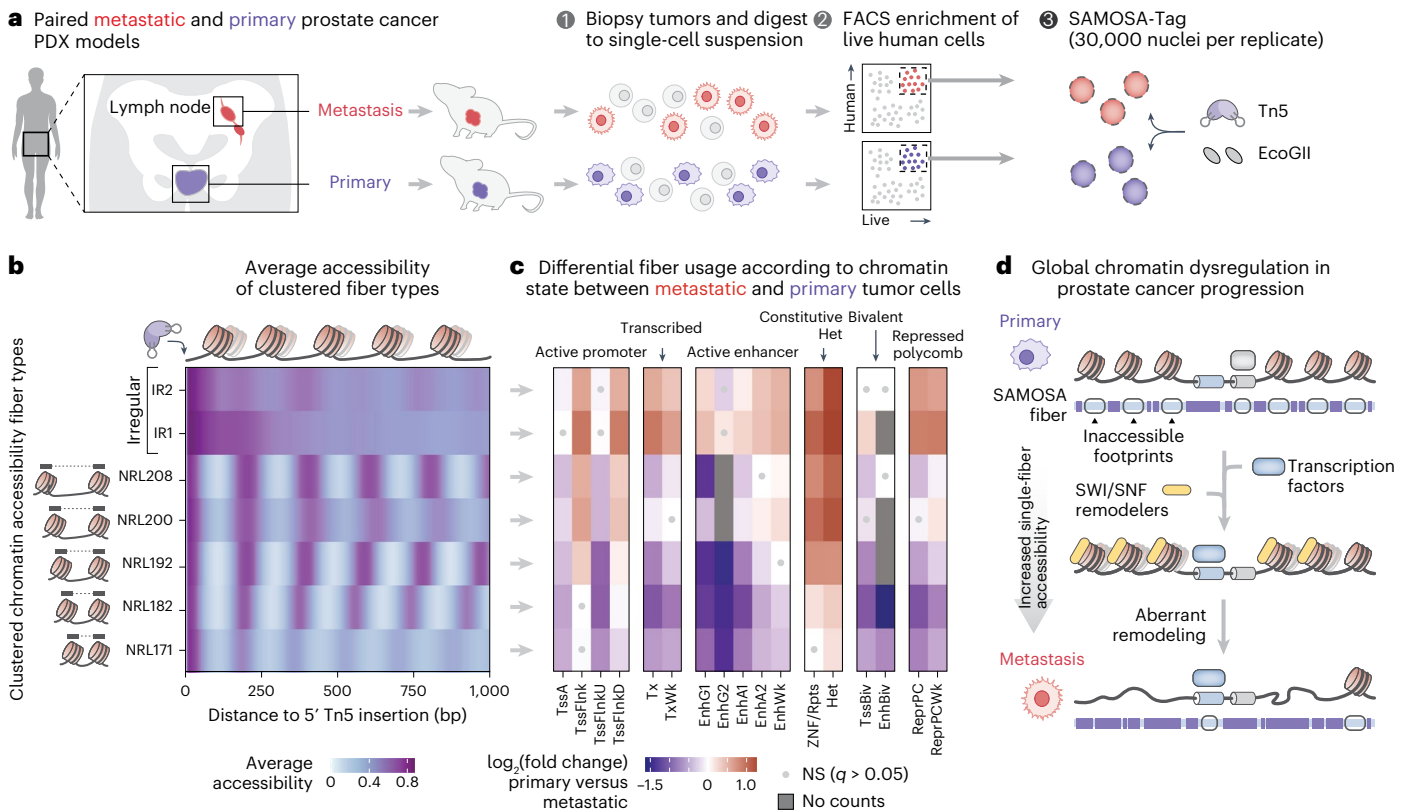 a Paired metastatic and primary prostate cancer
PDX models
1 Biopsy tumors and digest
to single-cell suspension
2 FACS enrichment of
live human cells
3 SAMOSA-Tag
(30,000 nuclei per replicate)
Lymph node
Metastasis
Primary
Human
Live
Tn5
EcoGII
b Average accessibility
of clustered fiber types
Clustered chromatin accessibility fiber types
Irregular
IR2
IR1
NRL208
NRL200
NRL192
NRL182
NRL171
0 250 500 750 1,000
Distance to 5′ Tn5 insertion (bp)
Average
accessibility
0 0.4 0.8
c Differential fiber usage according to chromatin
state between metastatic and primary tumor cells
Active promoter
Transcribed
Active enhancer
Constitutive
Het
Bivalent
Repressed
polycomb
TssA
TssFlnk
TssFlnkU
TssFlnkD
Tx
TxWk
EnhG1
EnhG2
EnhA1
EnhA2
EnhWk
ZNF/Rpts
Het
TssBiv
EnhBiv
ReprPC
ReprPCWk
log2(fold change)
primary versus
metastatic
–1.5 0 1.0
NS (q > 0.05)
No counts
d Global chromatin dysregulation in
prostate cancer progression
Primary
SAMOSA
fiber
Inaccessible
footprints
Transcription
factors
SWI/SNF
remodelers
Increased single-fiber
accessibility
Aberrant
remodeling
Metastasis